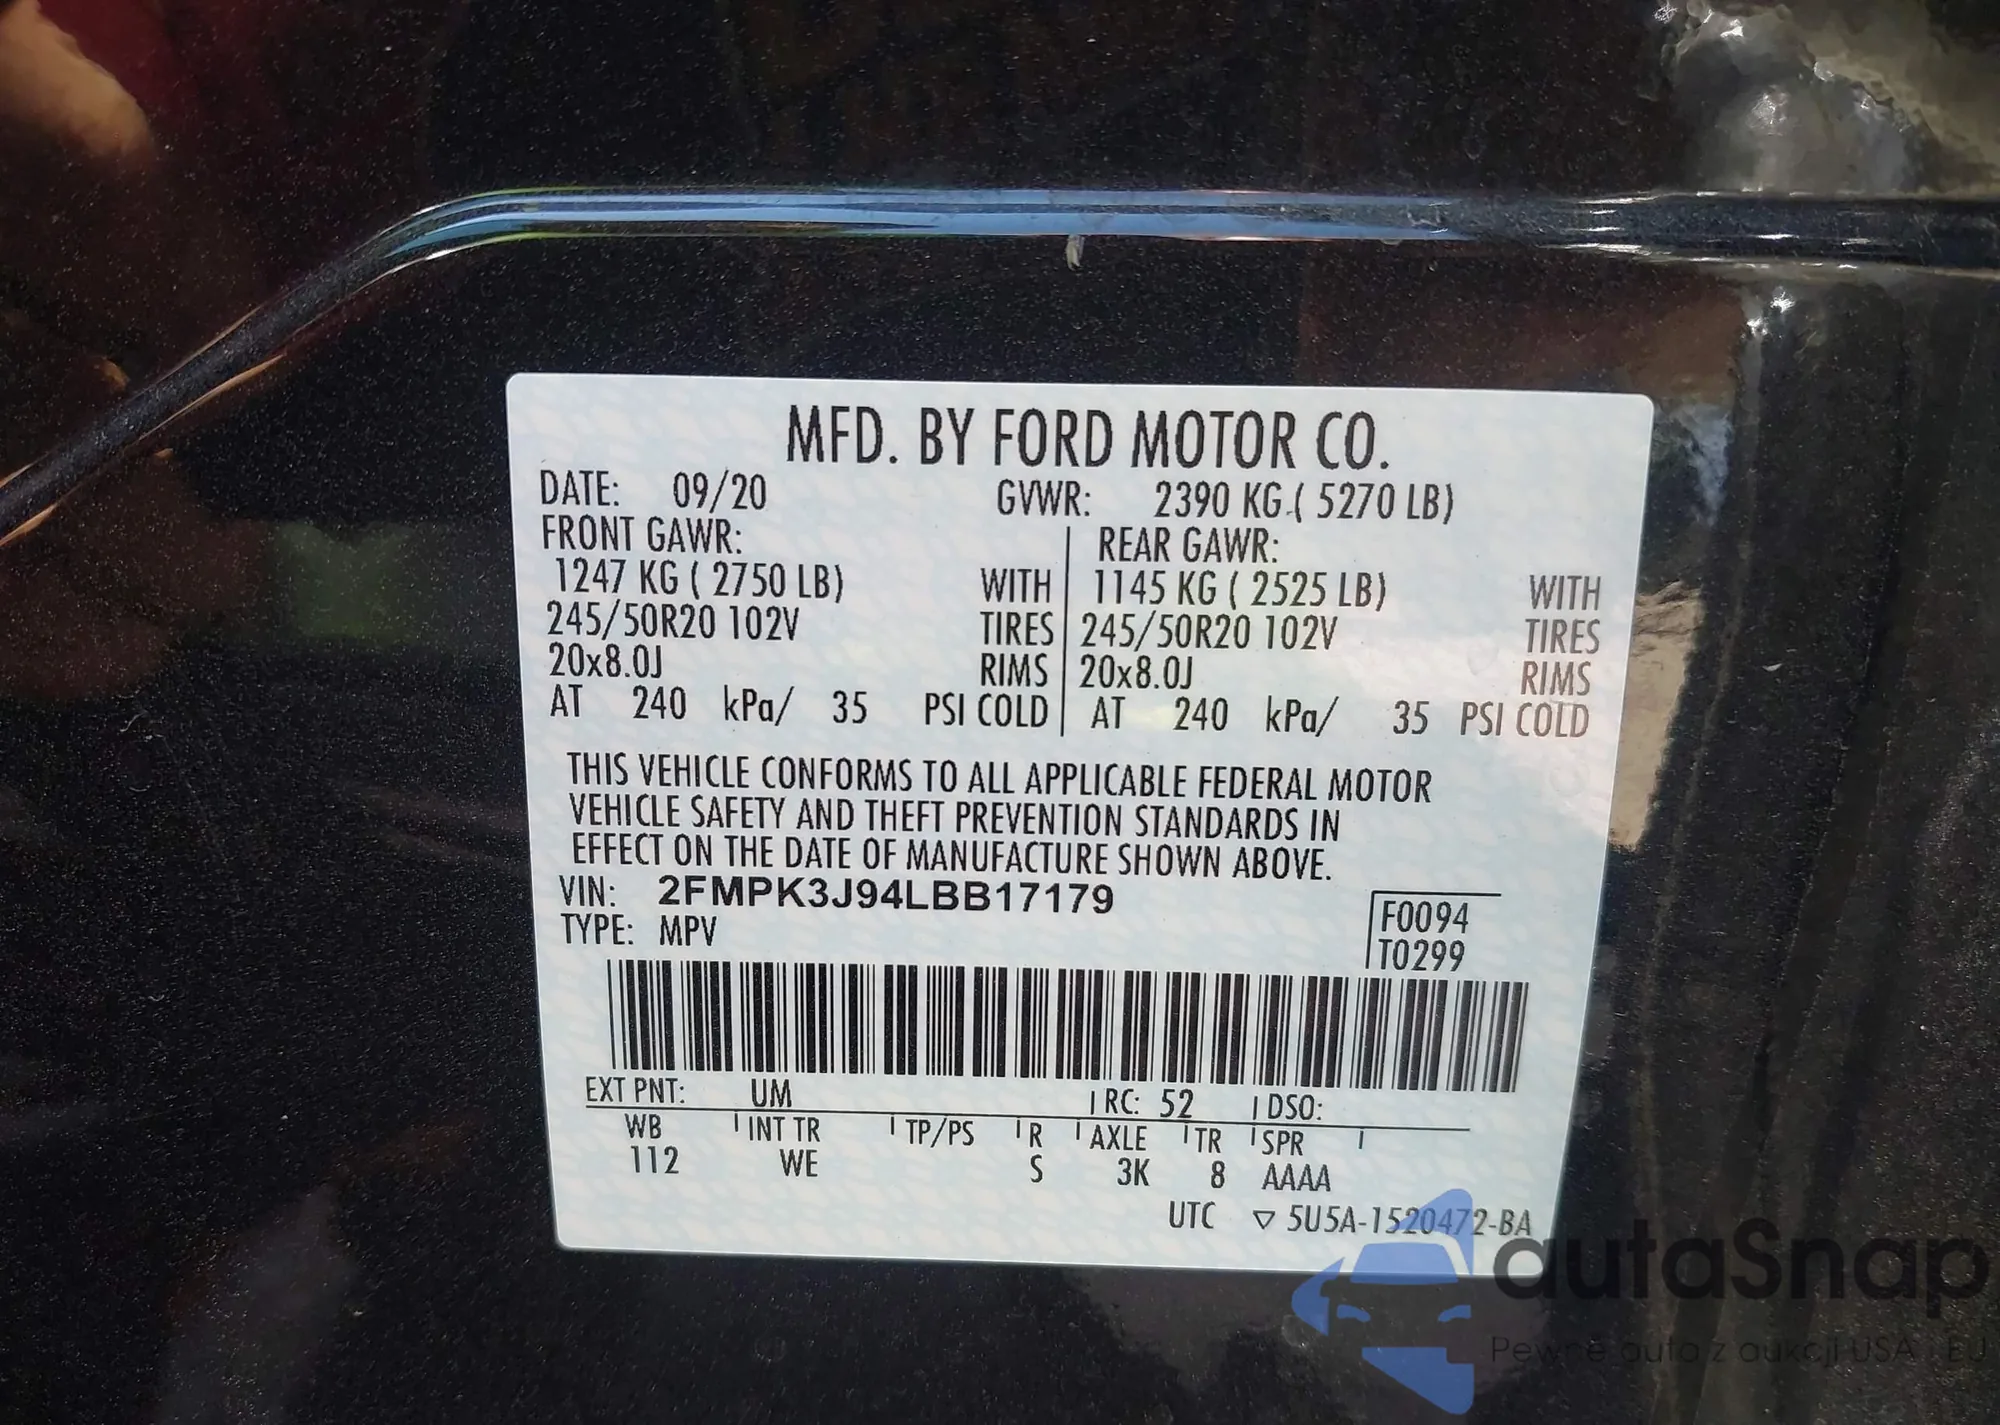 MFD. BY FORD MOTOR CO.
DATE: 09/20 GVWR: 2390 KG ( 5270 LB)
FRONT GAWR: REAR GAWR:
1247 KG ( 2750 LB) WITH 1145 KG ( 2525 LB) WITH
245/50R20 102V TIRES 245/50R20 102V TIRES
20x8.0J RIMS 20x8.0J RIMS
AT 240 kPa/ 35 PSI COLD AT 240 kPa/ 35 PSI COLD
THIS VEHICLE CONFORMS TO ALL APPLICABLE FEDERAL MOTOR
VEHICLE SAFETY AND THEFT PREVENTION STANDARDS IN
EFFECT ON THE DATE OF MANUFACTURE SHOWN ABOVE.
VIN: 2FMPK3J94LBB17179
F0094
TYPE: MPV
T0299
EXT PNT: UM RC: 52 DSO:
WB INT TR TP/PS R AXLE TR SPR
112 WE S 3K 8 AAAA
UTC ▽ 5U5A-1520472-BA
autaSnap
Pewne auta z aukcji USA i EU